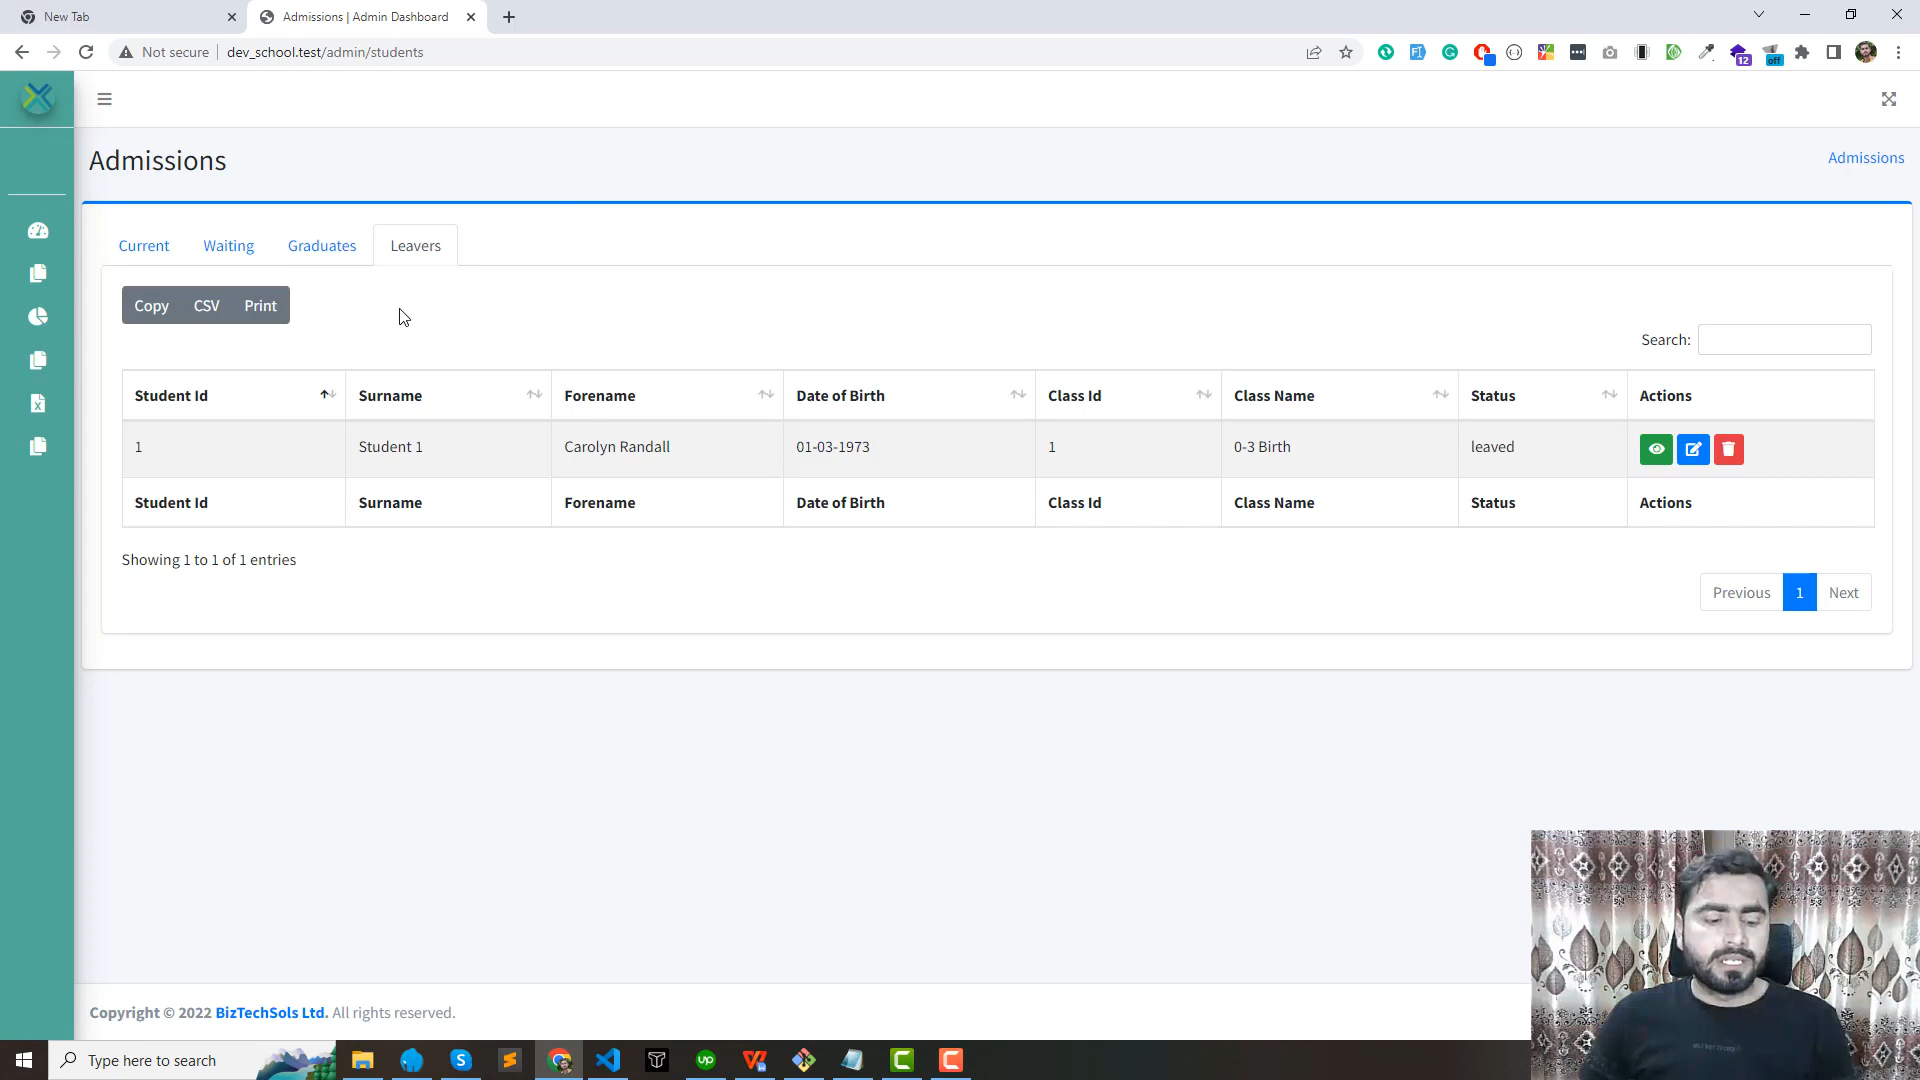 New Tab
Admissions | Admin Dashboard
Not secure
dev_school.test/admin/students
12
off
Admissions
Admissions
Current Waiting Graduates Leavers
Copy CSV Print
Search:
Student Id Surname Forename Date of Birth Class Id Class Name Status Actions
1 Student 1 Carolyn Randall 01-03-1973 1 0-3 Birth leaved
Student Id Surname Forename Date of Birth Class Id Class Name Status Actions
Showing 1 to 1 of 1 entries
Previous 1 Next
Copyright © 2022 BizTechSols Ltd. All rights reserved.
Type here to search